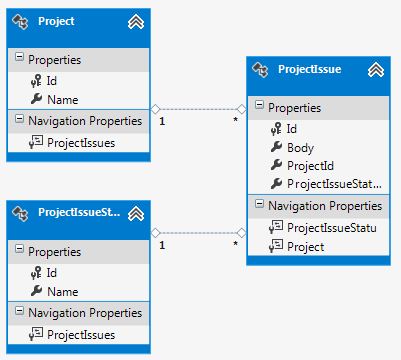 Project
Properties
Id
Name
Navigation Properties
ProjectIssues
1
*
ProjectIssue
Properties
Id
Body
ProjectId
ProjectIssueStat...
Navigation Properties
ProjectIssueStatu
Project
ProjectIssueSt...
Properties
Id
Name
Navigation Properties
ProjectIssues
1
*